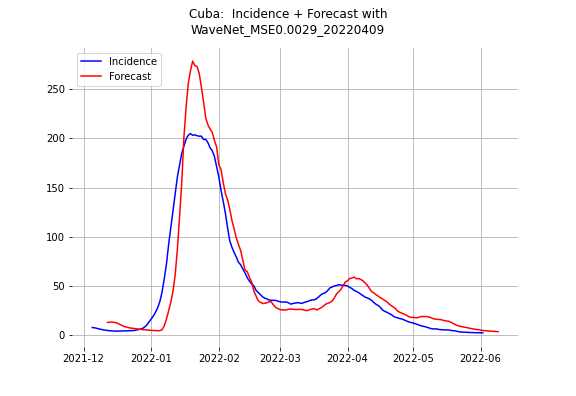 Cuba:  Incidence + Forecast with
WaveNet_MSE0.0029_20220409
Incidence
Forecast
250
200
150
100
50
0
2021-12 2022-01 2022-02 2022-03 2022-04 2022-05 2022-06